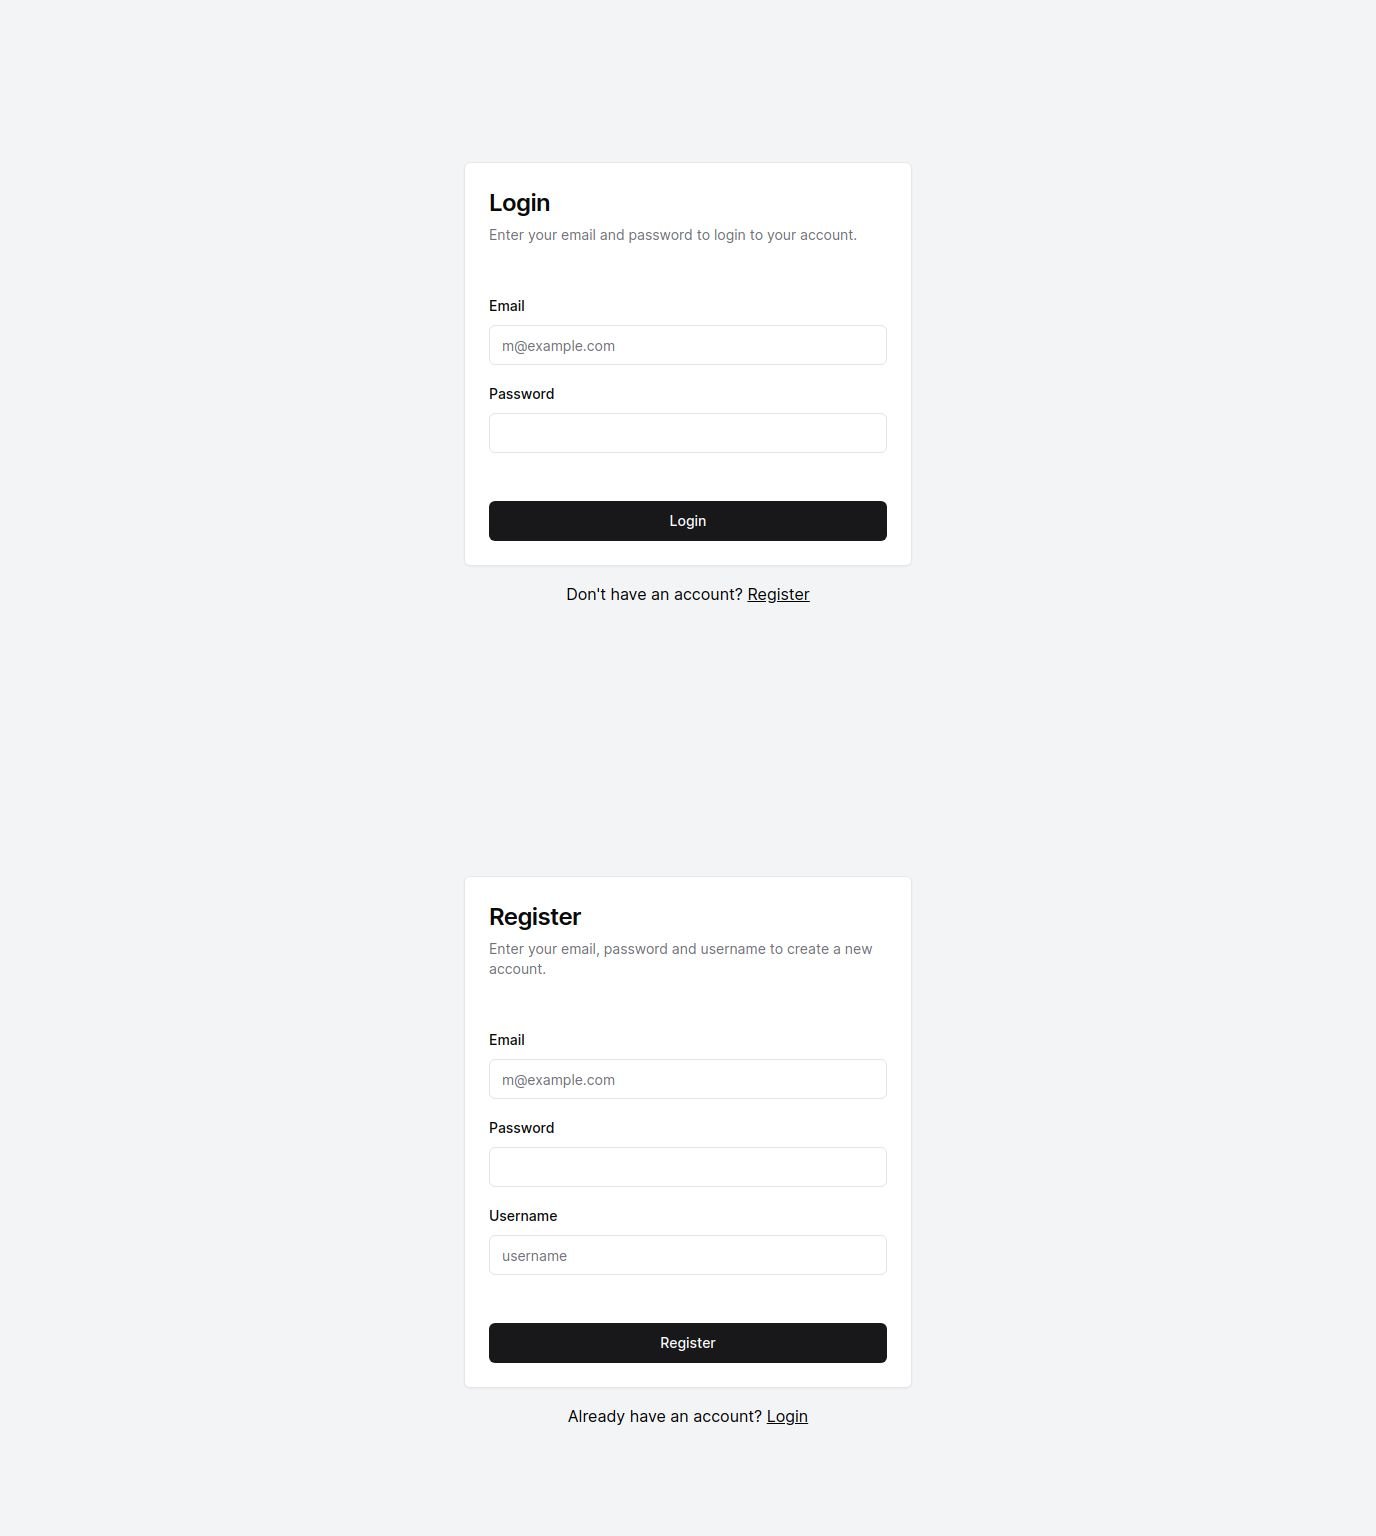 Login
Enter your email and password to login to your account.
Email
m@example.com
Password
Login
Don't have an account? Register
Register
Enter your email, password and username to create a new
account.
Email
m@example.com
Password
Username
username
Register
Already have an account? Login